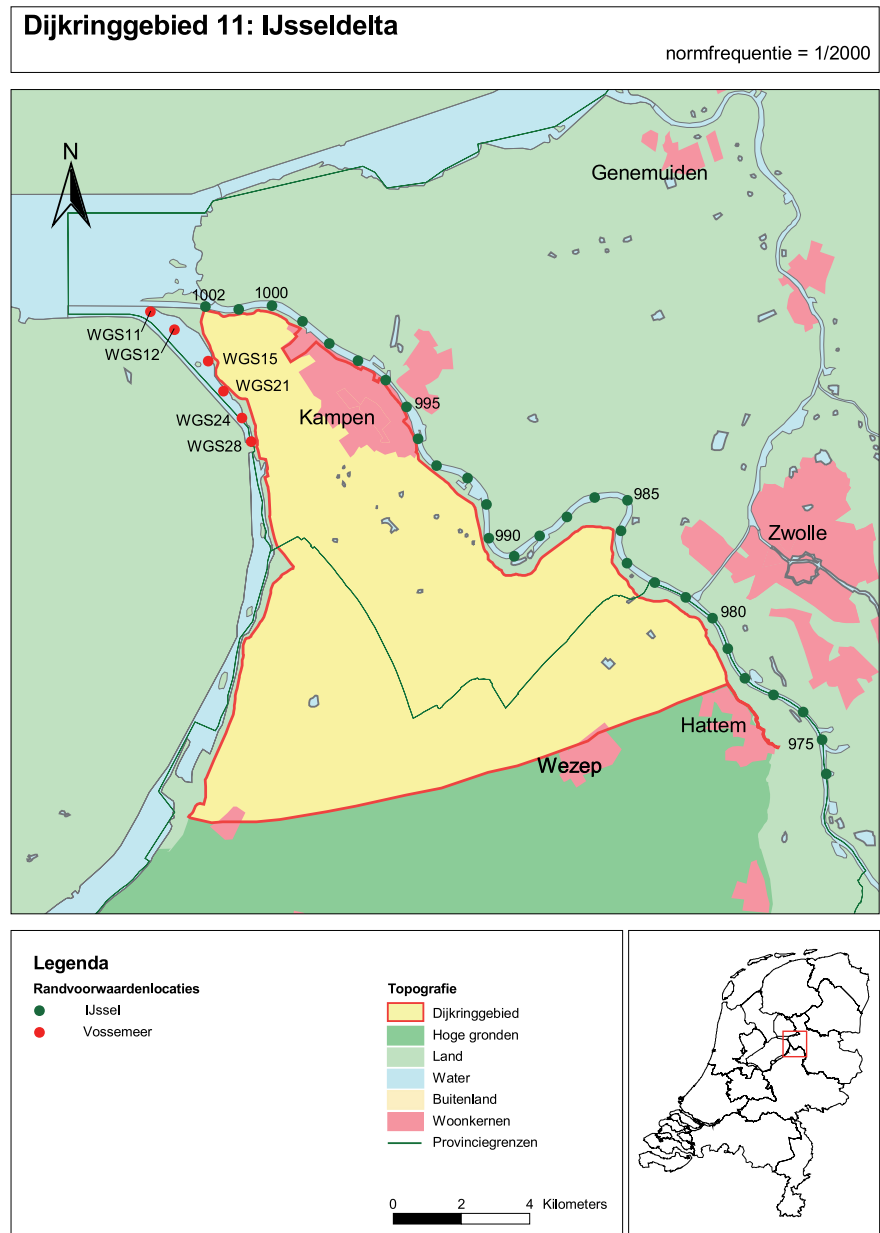 Dijkringgebied 11: IJsseldelta
normfrequentie = 1/2000
N
Genemuiden
1002
1000
WGS11
WGS12
WGS15
WGS21
WGS24
WGS28
Kampen
995
990
985
Zwolle
980
Hattem
975
Wezep
Legenda
Randvoorwaardenlocaties
IJssel
Vossemeer
Topografie
Dijkringgebied
Hoge gronden
Land
Water
Buitenland
Woonkernen
Provinciegrenzen
0 2 4 Kilometers